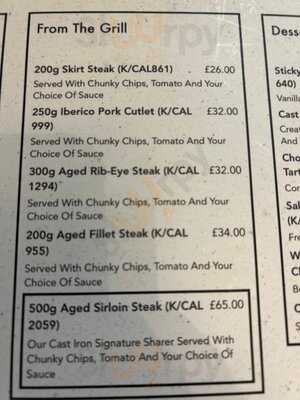 From The Grill
200g Skirt Steak (K/CAL861) £26.00
Served With Chunky Chips, Tomato And Your
Choice Of Sauce
250g Iberico Pork Cutlet (K/CAL £32.00
999)
Served With Chunky Chips, Tomato And Your
Choice Of Sauce
300g Aged Rib-Eye Steak (K/CAL £32.00
1294)
Served With Chunky Chips, Tomato And Your
Choice Of Sauce
200g Aged Fillet Steak (K/CAL £34.00
955)
Served With Chunky Chips, Tomato And Your
Choice Of Sauce
500g Aged Sirloin Steak (K/CAL £65.00
2059)
Our Cast Iron Signature Sharer Served With
Chunky Chips, Tomato And Your Choice Of
Sauce
Desse
Sticky
640)
Vanilla
Cast
Crea
Cho
Tart
Co
Sal
(K/
Fre
W
C
B